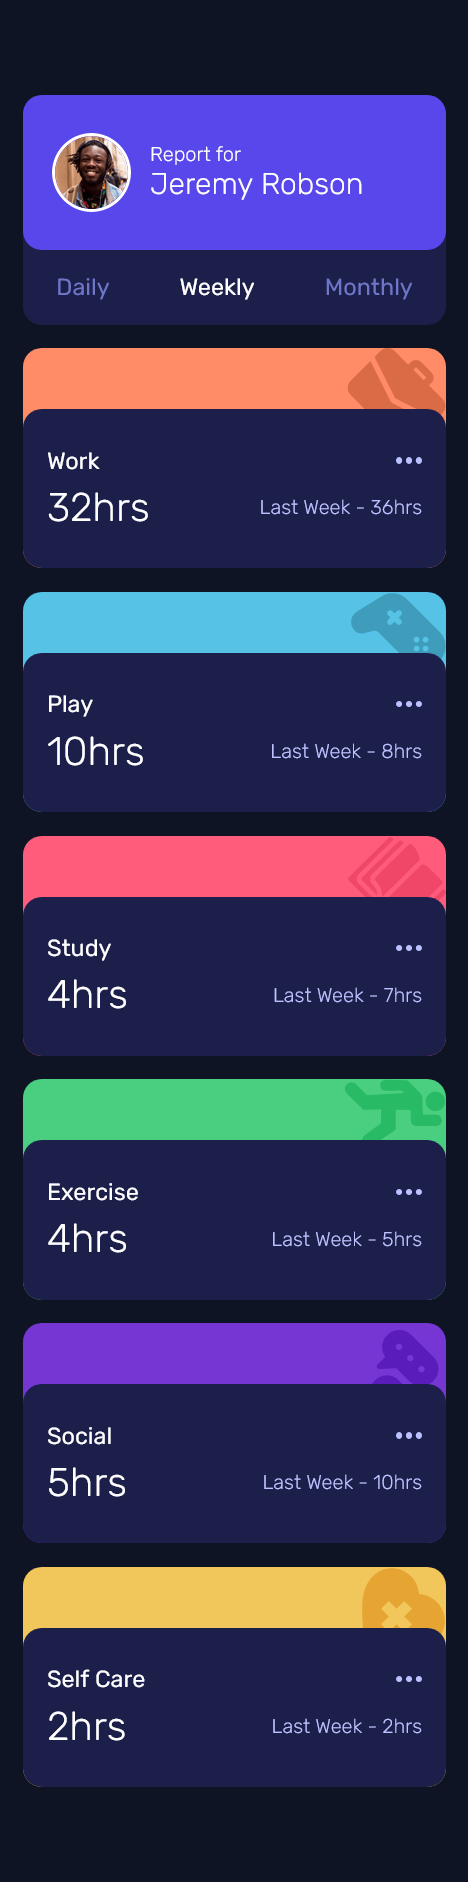 Report for
Jeremy Robson
Daily Weekly Monthly
Work
32hrs Last Week - 36hrs
Play
10hrs Last Week - 8hrs
Study
4hrs Last Week - 7hrs
Exercise
4hrs Last Week - 5hrs
Social
5hrs Last Week - 10hrs
Self Care
2hrs Last Week - 2hrs